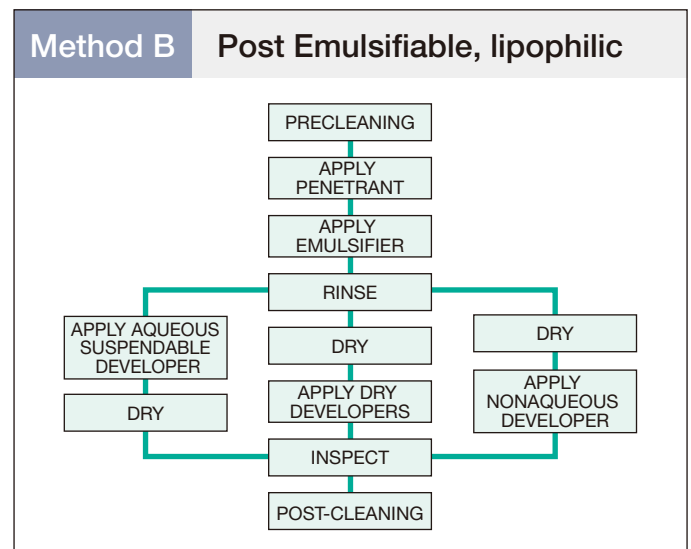 Method B
Post Emulsifiable, lipophilic
PRECLEANING
APPLY
PENETRANT
APPLY
EMULSIFIER
RINSE
APPLY AQUEOUS
SUSPENDABLE
DEVELOPER
DRY
DRY
APPLY DRY
DEVELOPERS
DRY
APPLY
NONAQUEOUS
DEVELOPER
INSPECT
POST-CLEANING